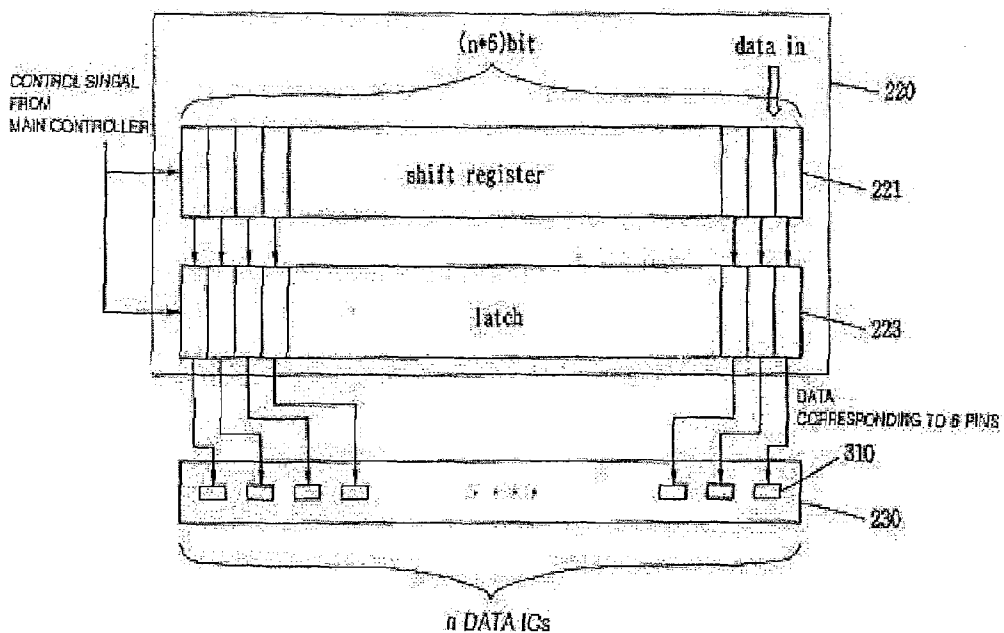 (n*6)bit
data in
CONTROL SINGAL
FROM
MAIN CONTROLLER
220
shift register
221
latch
223
DATA
CORRESPONDING TO 6 PINS
310
230
n DATA ICs